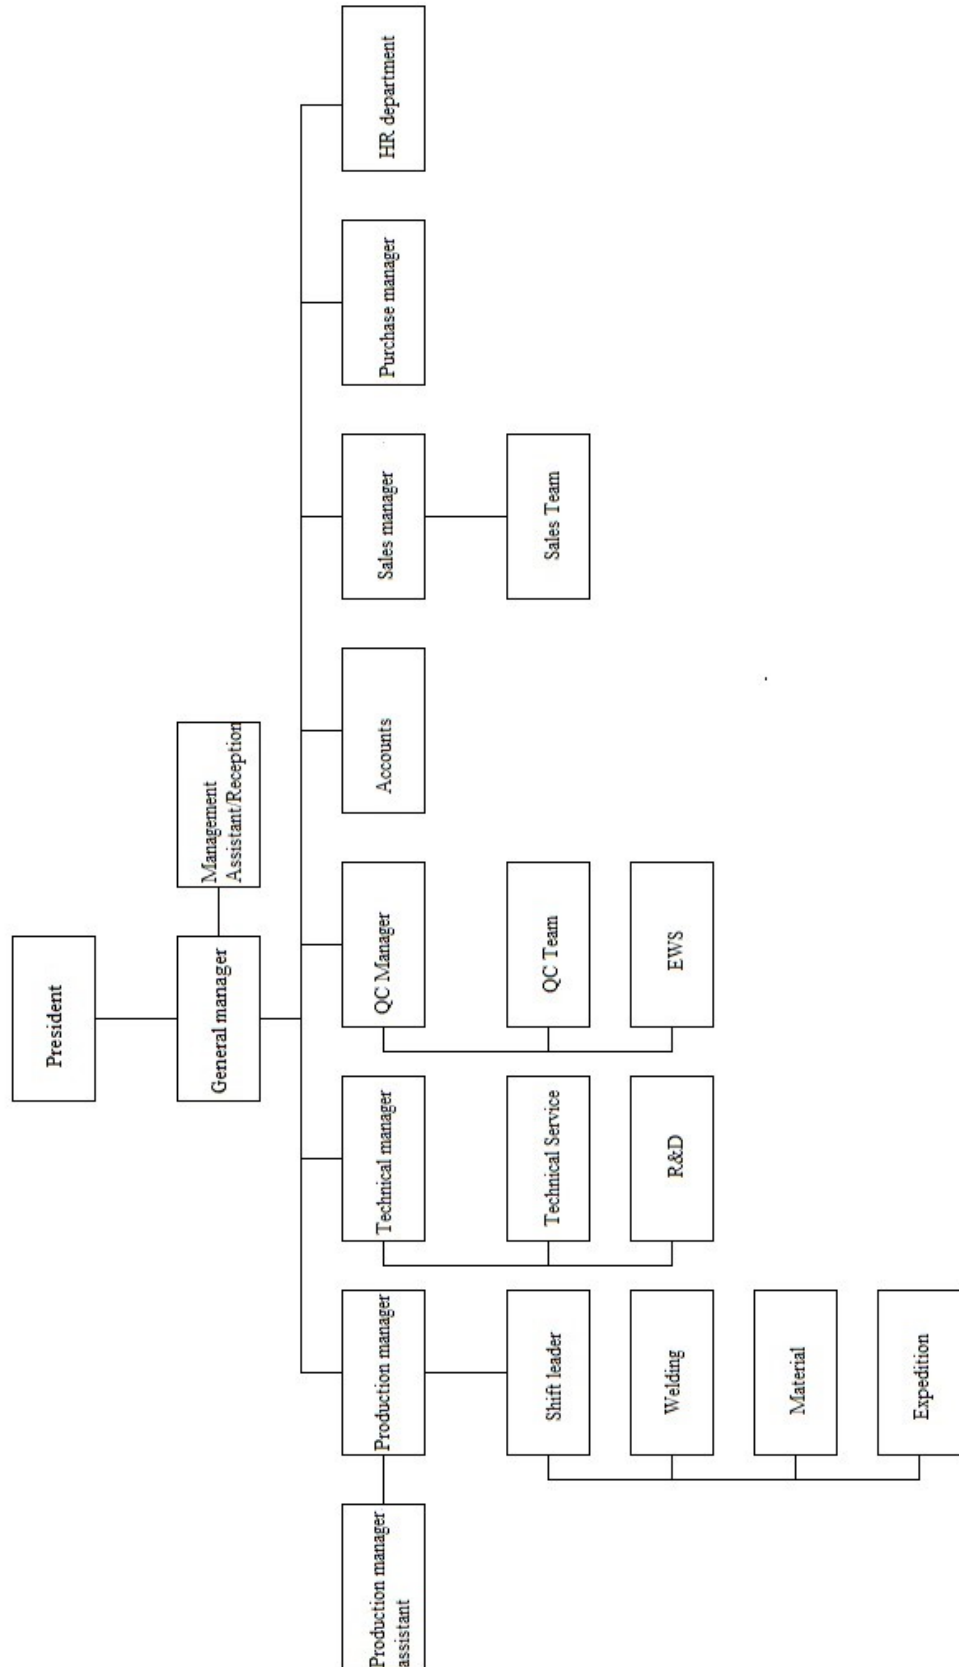 President
General manager
Management
Assistant/Reception
Production manager
assistant
Production manager
Technical manager
QC Manager
Accounts
Sales manager
Purchase manager
HR department
Shift leader
Technical Service
QC Team
Sales Team
Welding
R&D
EWS
Material
Expedition